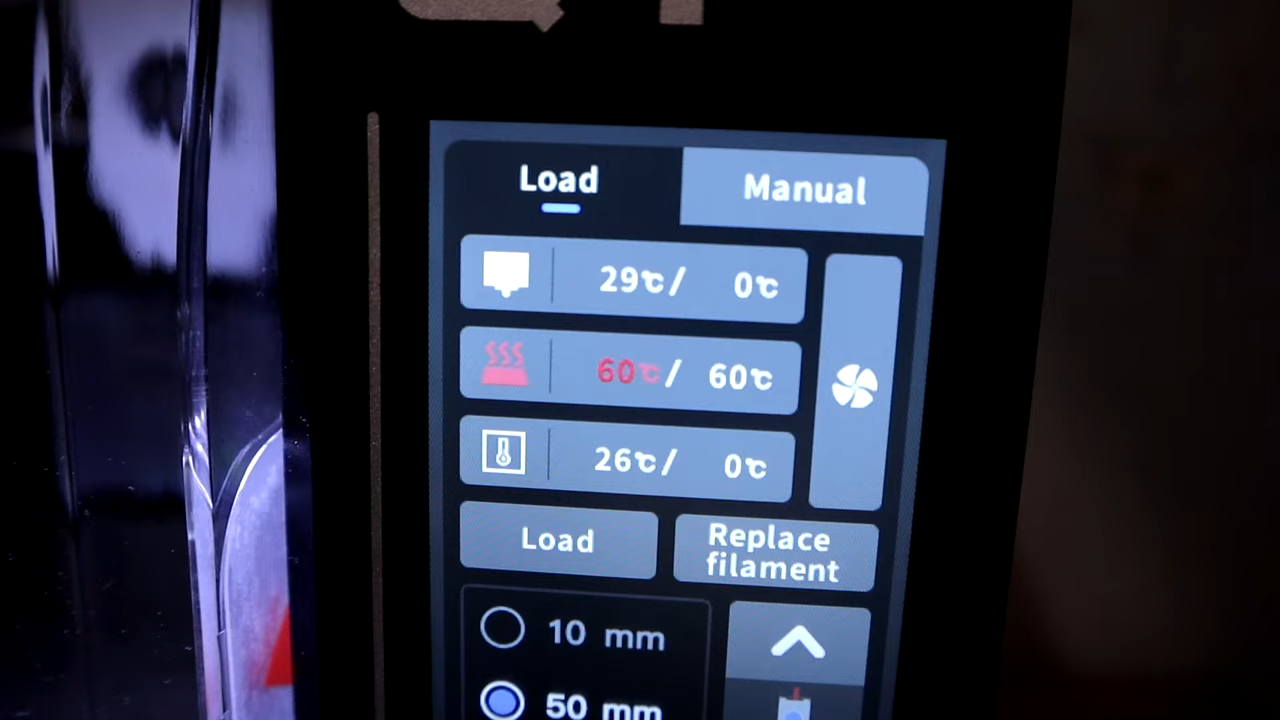 Load
Manual
29℃/ 0℃
60℃/ 60℃
26℃/ 0℃
Load
Replace
filament
10 mm
50 mm